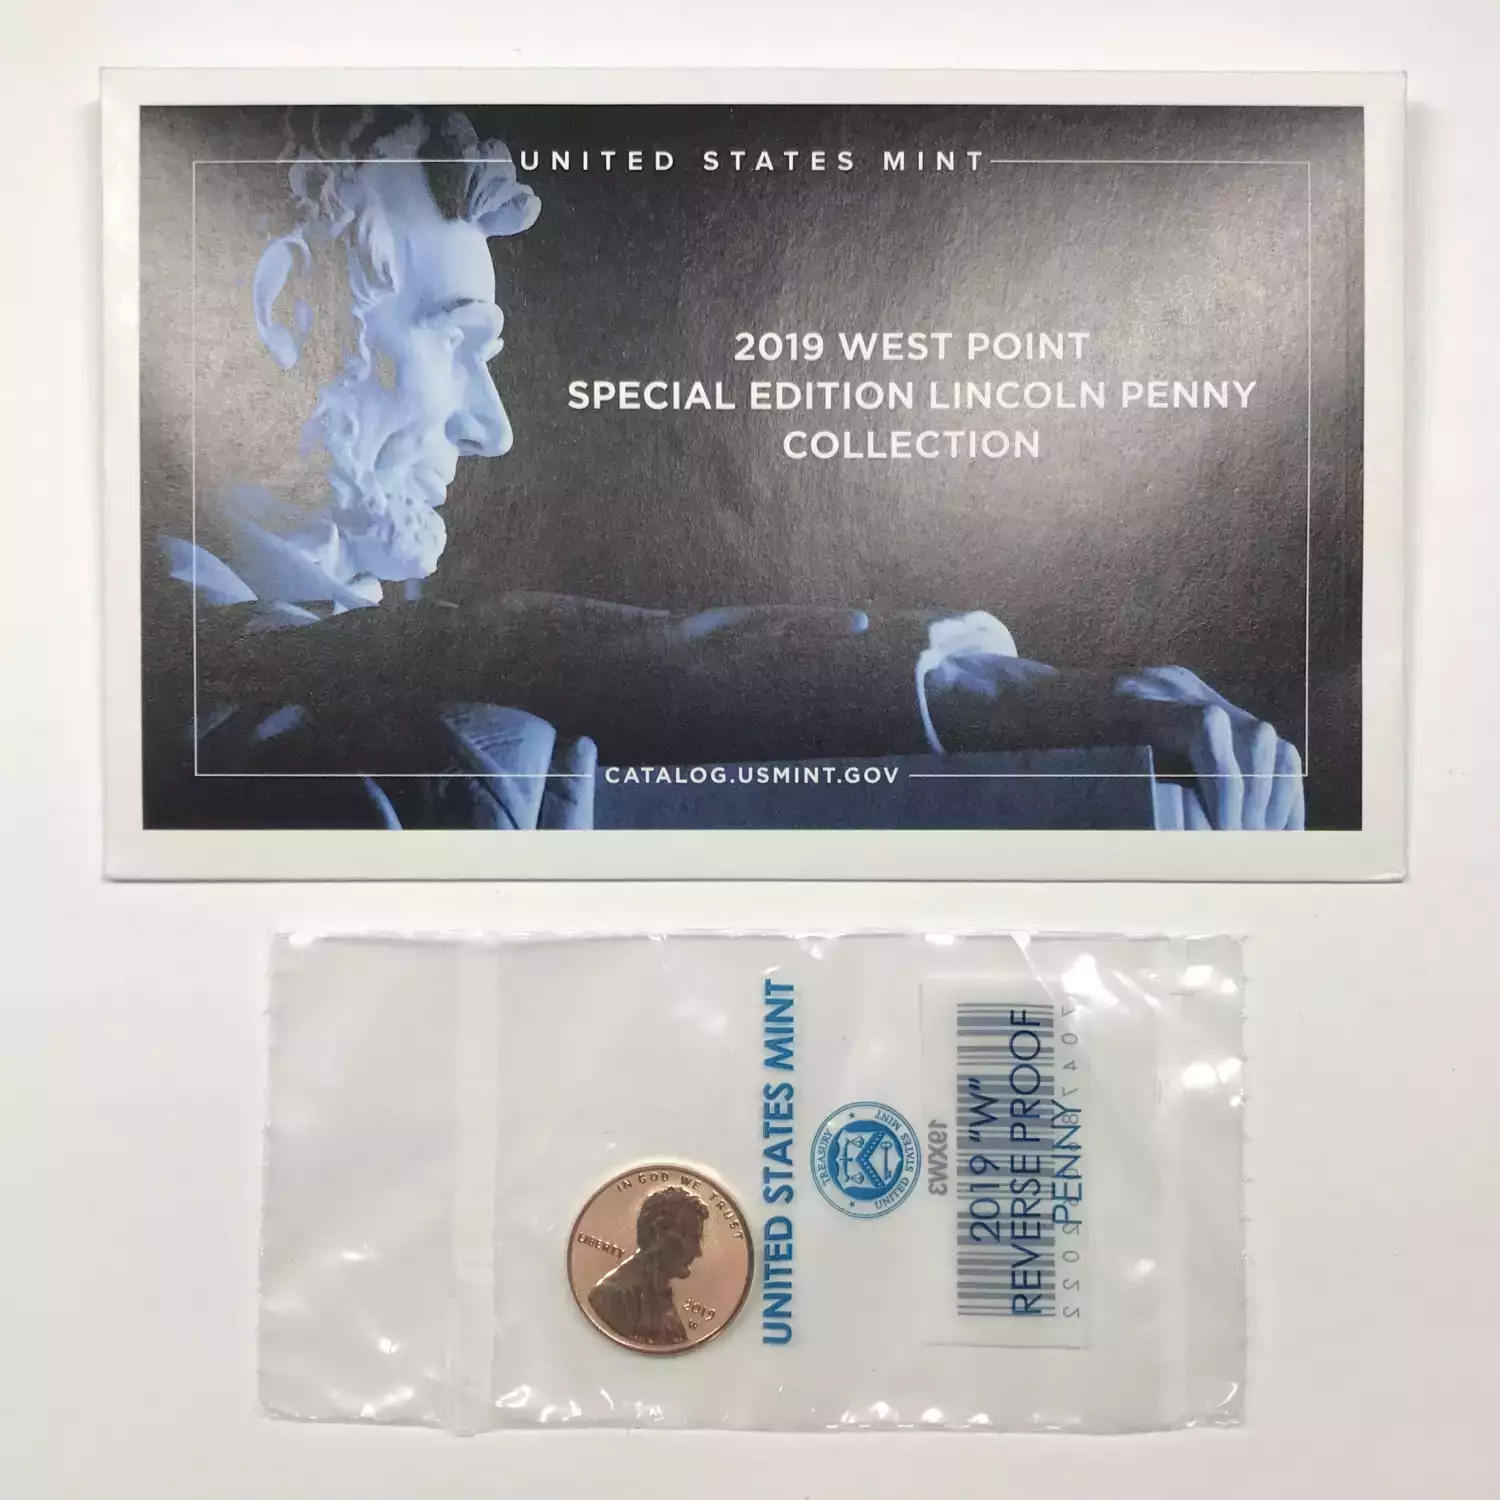 UNITED STATES MINT
2019 WEST POINT
SPECIAL EDITION LINCOLN PENNY
COLLECTION
CATALOG.USMINT.GOV
IN GOD WE TRUST
LIBERTY
2019
UNITED STATES MINT
TREASURY
UNITED STATES MINT
19XW3
2019 "W"
REVERSE PROOF
PENNY